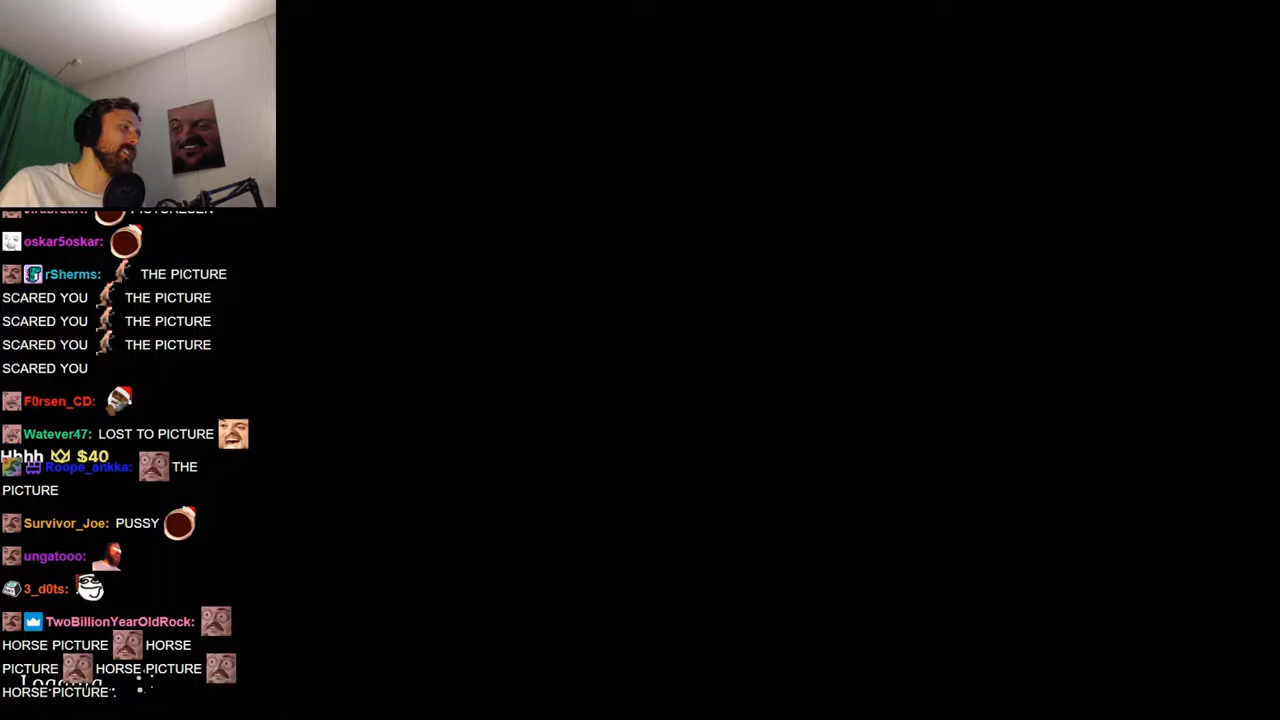 oskar5oskar:
rSherms: THE PICTURE
SCARED YOU THE PICTURE
SCARED YOU THE PICTURE
SCARED YOU THE PICTURE
SCARED YOU
F0rsen_CD:
Watever47: LOST TO PICTURE
Hhhh $40
Roope_ankka: THE
PICTURE
Survivor_Joe: PUSSY
ungatooo:
3_d0ts:
TwoBillionYearOldRock:
HORSE PICTURE HORSE
PICTURE HORSE PICTURE
Loading
HORSE PICTURE